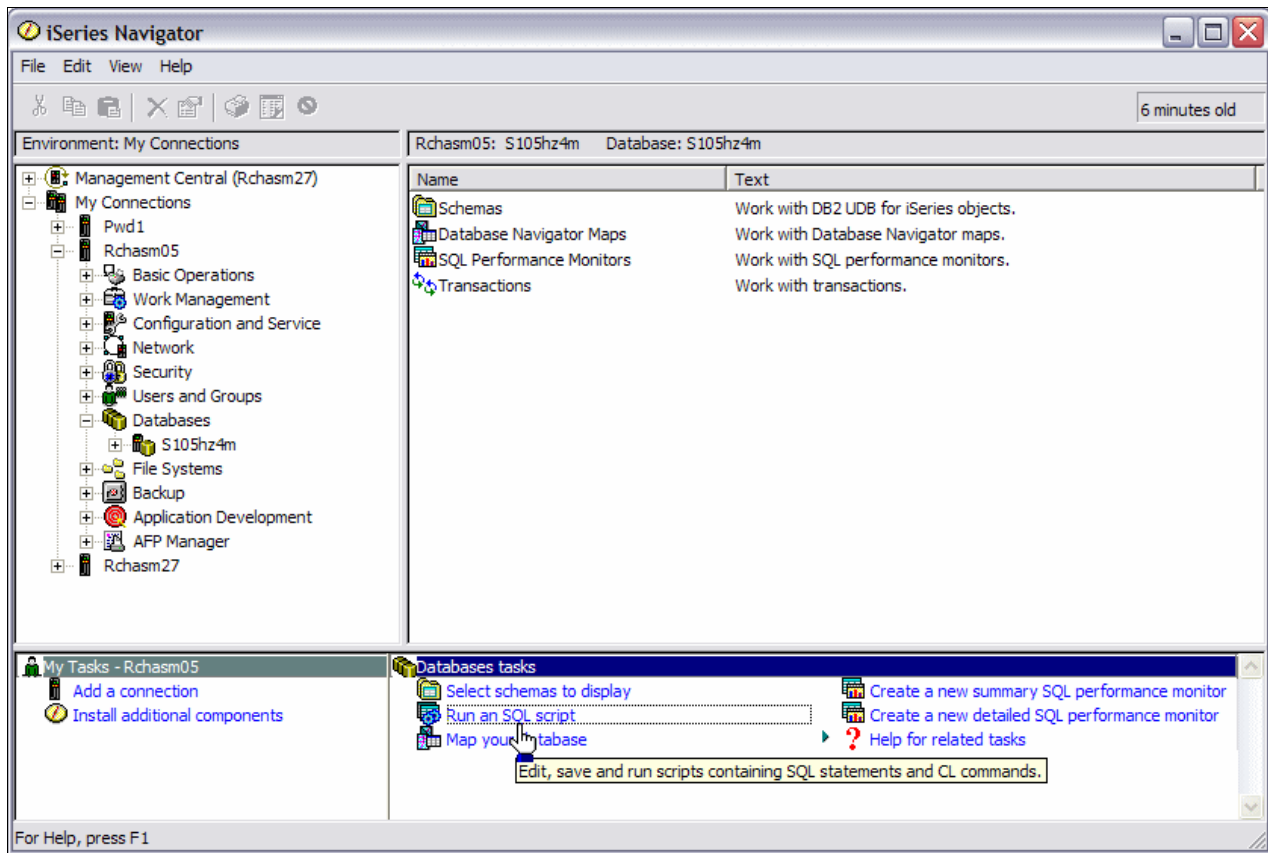 iSeries Navigator
File Edit View Help
6 minutes old
Environment: My Connections
Rchasm05: S105hz4m Database: S105hz4m
Management Central (Rchasm27)
My Connections
Pwd1
Rchasm05
Basic Operations
Work Management
Configuration and Service
Network
Security
Users and Groups
Databases
S105hz4m
File Systems
Backup
Application Development
AFP Manager
Rchasm27
Name Text
Schemas Work with DB2 UDB for iSeries objects.
Database Navigator Maps Work with Database Navigator maps.
SQL Performance Monitors Work with SQL performance monitors.
Transactions Work with transactions.
My Tasks - Rchasm05
Add a connection
Install additional components
Databases tasks
Select schemas to display
Run an SQL script
Map your database
Create a new summary SQL performance monitor
Create a new detailed SQL performance monitor
? Help for related tasks
Edit, save and run scripts containing SQL statements and CL commands.
For Help, press F1